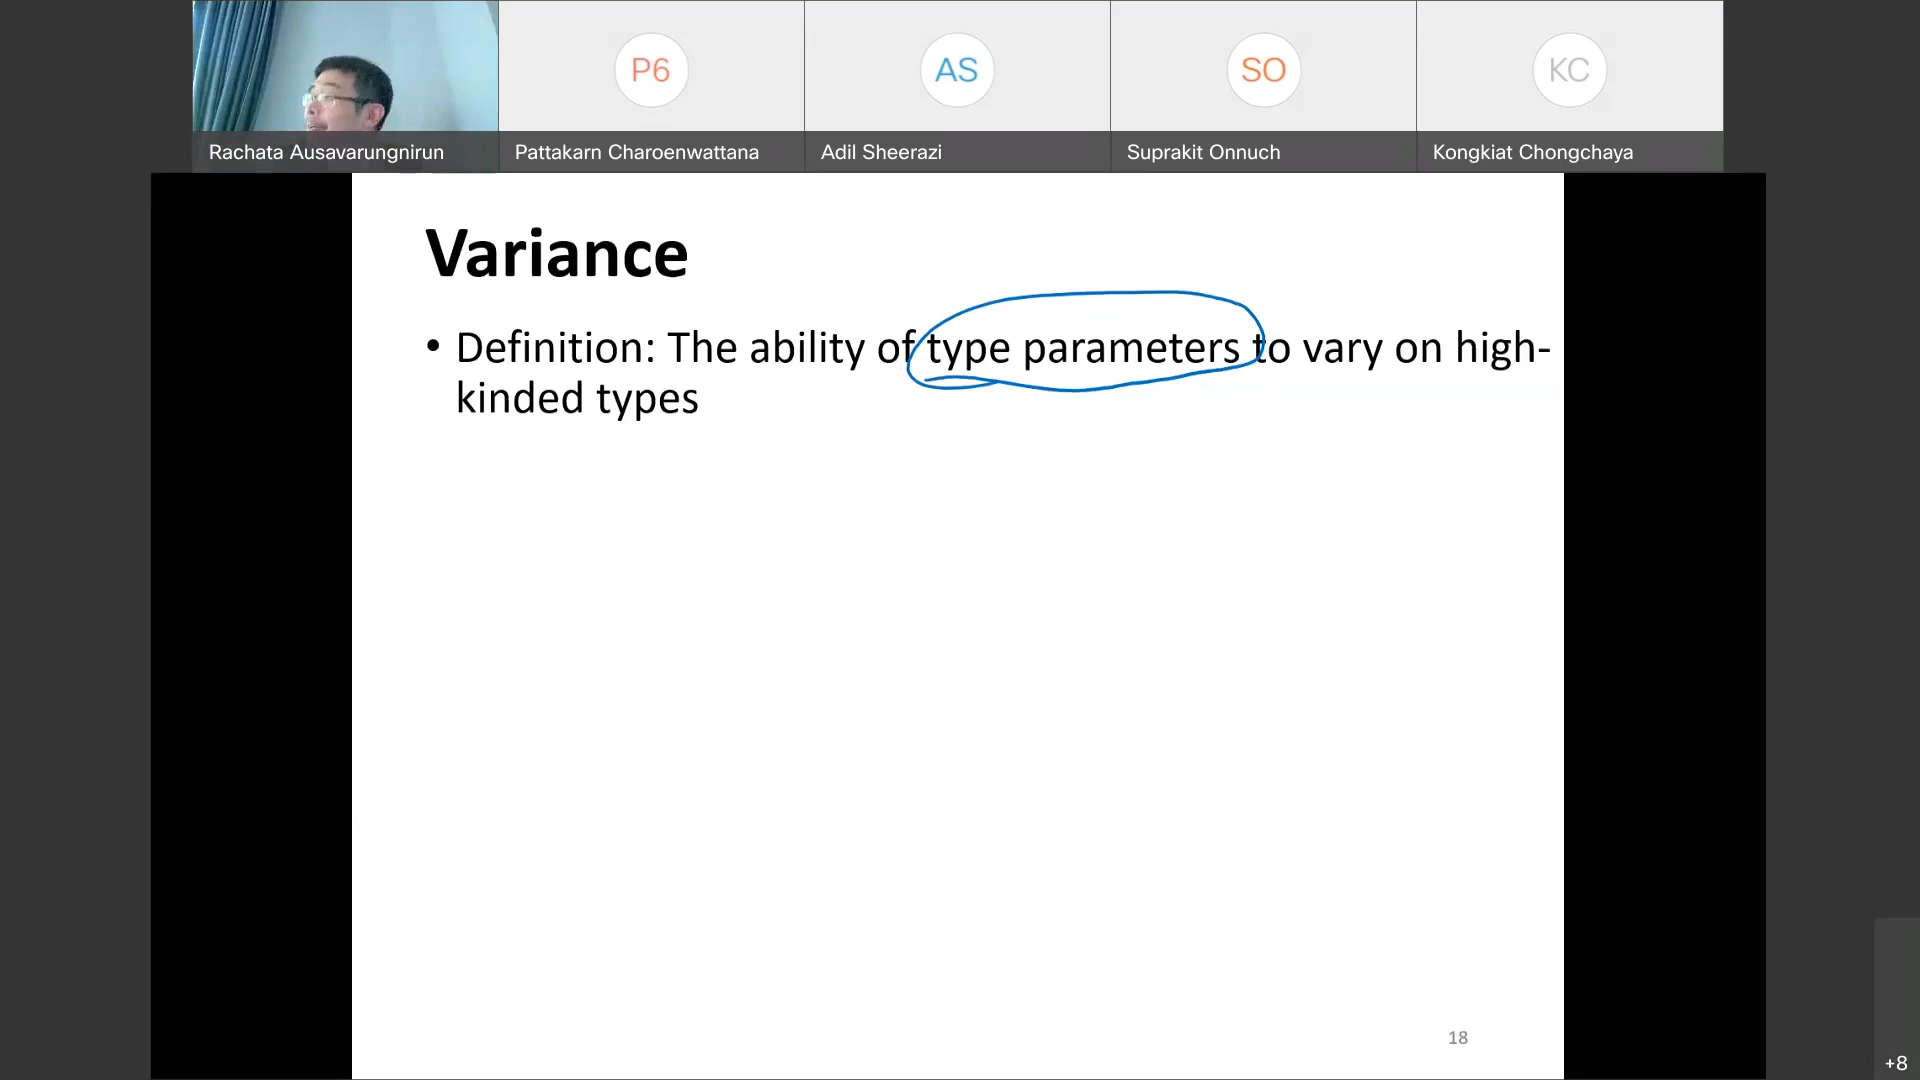 P6
AS
SO
KC
Rachata Ausavarungnirun
Pattakarn Charoenwattana
Adil Sheerazi
Suprakit Onnuch
Kongkiat Chongchaya
Variance
• Definition: The ability of type parameters to vary on high-
kinded types
18
+8